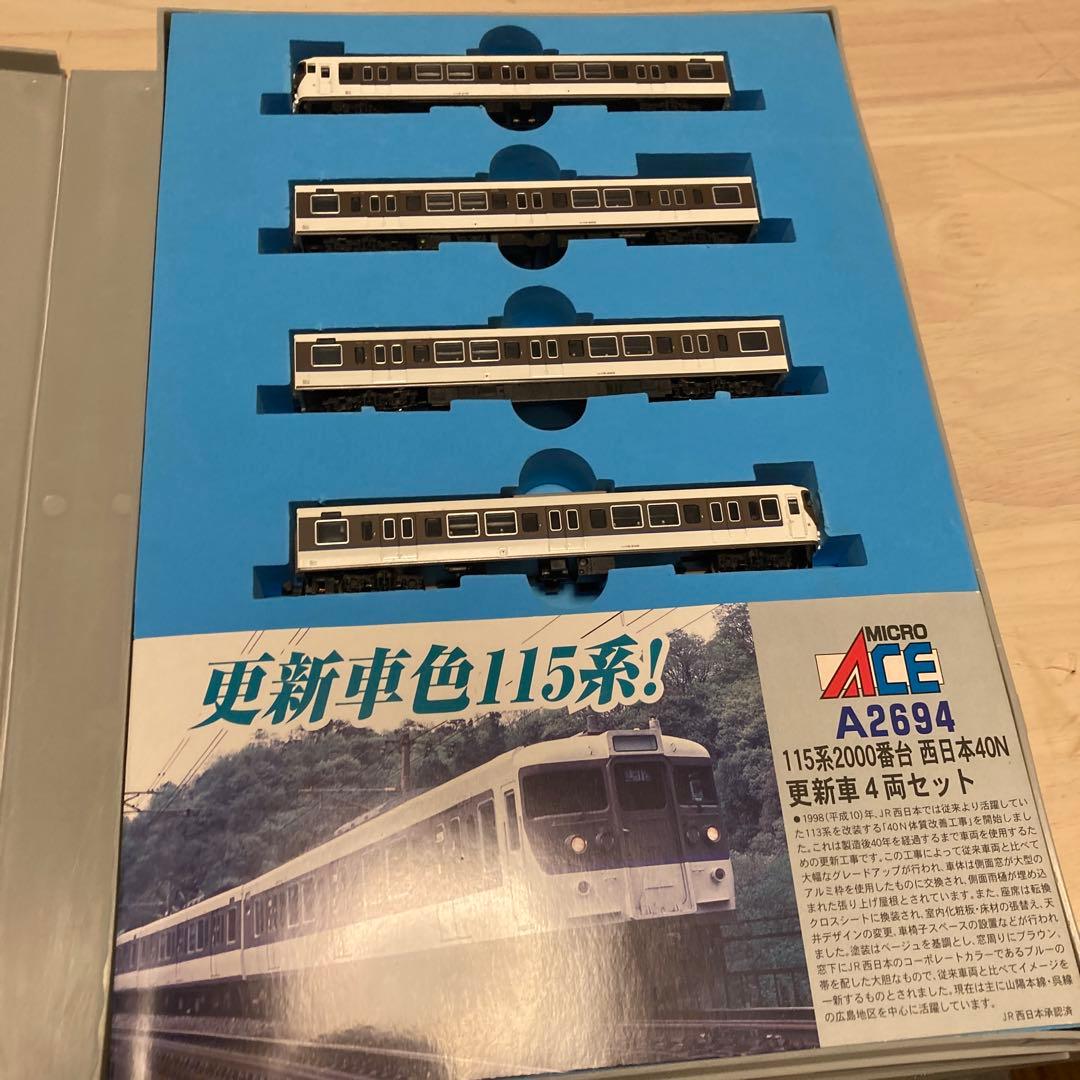 更新車色115系!
MICRO
ACE
A2694
115系2000番台 西日本40N
更新車4両セット
●1998(平成10)年、JR西日本では従来より活躍してい
た113系を改装する「40N体質改善工事」を開始しまし
た。これは製造後40年を経過するまで車両を使用するた
めの更新工事です。この工事によって従来車両と比べて
大幅なグレードアップが行われ、車体は側面窓が大型の
アルミ枠を使用したものに交換され、側面雨樋が埋め込
まれた張り上げ屋根とされています。また、座席は転換
クロスシートに換装され、室内化粧板・床材の張替え、天
井デザインの変更、車椅子スペースの設置などが行われ
ました。塗装はベージュを基調とし、窓周りにブラウン、
窓下にJR西日本のコーポレートカラーであるブルーの
帯を配した大胆なもので、従来車両と比べてイメージを
一新するものとされました。現在は主に山陽本線・呉線
の広島地区を中心に活躍しています。
JR西日本承認済